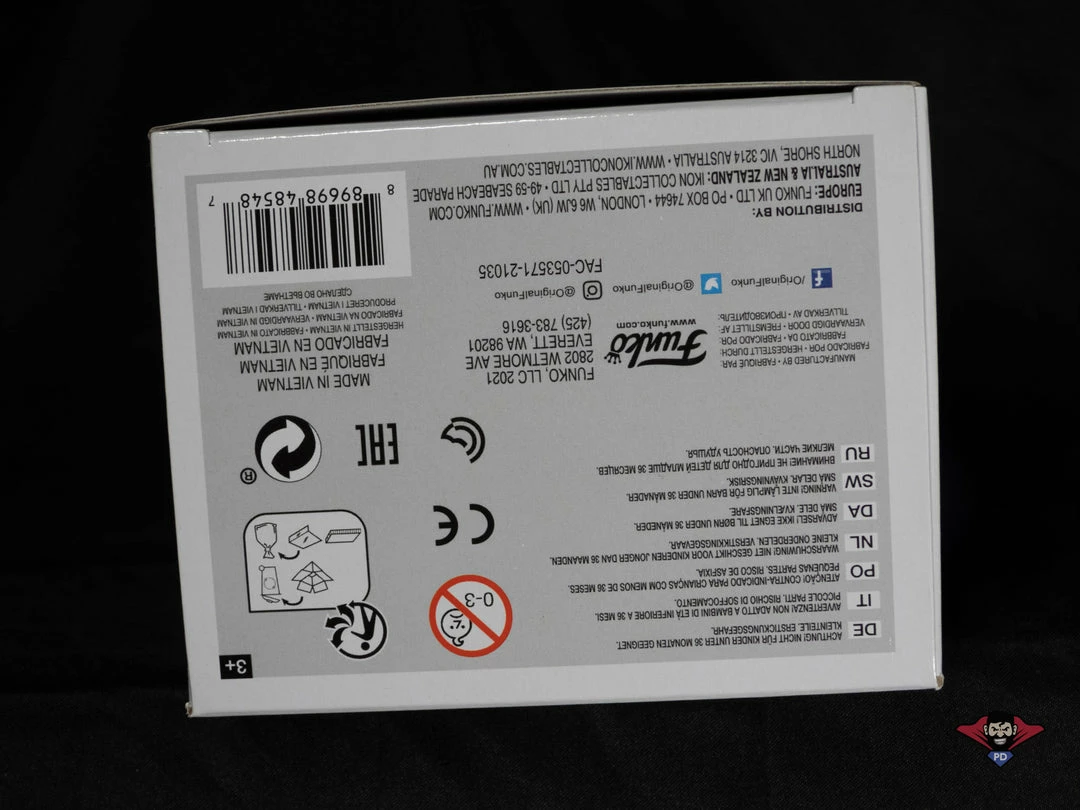 DE
ACHTUNG! NICHT FÜR KINDER UNTER 36 MONATEN GEEIGNET.
KLEINTEILE. ERSTICKUNGSGEFAHR.
IT
AVVERTENZA! NON ADATTO A BAMBINI DI ETÀ INFERIORE A 36 MESI.
PICCOLE PARTI. RISCHIO DI SOFFOCAMENTO.
PO
ATENÇÃO! CONTRA-INDICADO PARA CRIANÇAS COM MENOS DE 36 MESES.
PEQUENAS PARTES. RISCO DE ASFIXIA.
NL
WAARSCHUWING! NIET GESCHIKT VOOR KINDEREN JONGER DAN 36 MAANDEN.
KLEINE ONDERDELEN. VERSTIKKINGSGEVAAR.
DA
ADVARSEL! IKKE EGNET TIL BØRN UNDER 36 MÅNEDER.
SMÅ DELE. KVÆLNINGSFARE.
SW
VARNING! INTE LÄMPLIG FÖR BARN UNDER 36 MÅNADER.
SMÅ DELAR. KVÄVNINGSRISK.
RU
ВНИМАНИЕ! НЕ ПРИГОДНО ДЛЯ ДЕТЕЙ МЛАДШЕ 36 МЕСЯЦЕВ.
МЕЛКИЕ ЧАСТИ. ОПАСНОСТЬ УДУШЬЯ.
0-3
3+
CE
EAC
®
MANUFACTURED BY • FABRIQUÉ PAR:
FABRICADO POR • HERGESTELLT DURCH:
FABRICADO DA • FABRICADO POR:
VERVAARDIGD DOOR • FREMSTILLET AF:
TILLVERKAD AV • ПРОИЗВОДИТЕЛЬ:
Funko
www.funko.com
FUNKO, LLC 2021
2802 WETMORE AVE
EVERETT, WA 98201
(425) 783-3616
/OriginalFunko
@OriginalFunko
@OriginalFunko
FAC-053571-21035
MADE IN VIETNAM
FABRIQUÉ EN VIETNAM
FABRICADO EN VIETNAM
HERGESTELLT IN VIETNAM • FABBRICATO IN VIETNAM
FABRICADO NA VIETNAM • VERVAARDIGD IN VIETNAM
PRODUCERET I VIETNAM • TILLVERKAD I VIETNAM
СДЕЛАНО ВО ВЬЕТНАМЕ
DISTRIBUTION BY:
EUROPE: FUNKO UK LTD • PO BOX 74644 • LONDON, W6 6JW (UK) • WWW.FUNKO.COM
AUSTRALIA & NEW ZEALAND: IKON COLLECTABLES PTY LTD • 49-59 SEABEACH PARADE
NORTH SHORE, VIC 3214 AUSTRALIA • WWW.IKONCOLLECTABLES.COM.AU
8 89698 48548 7
PD